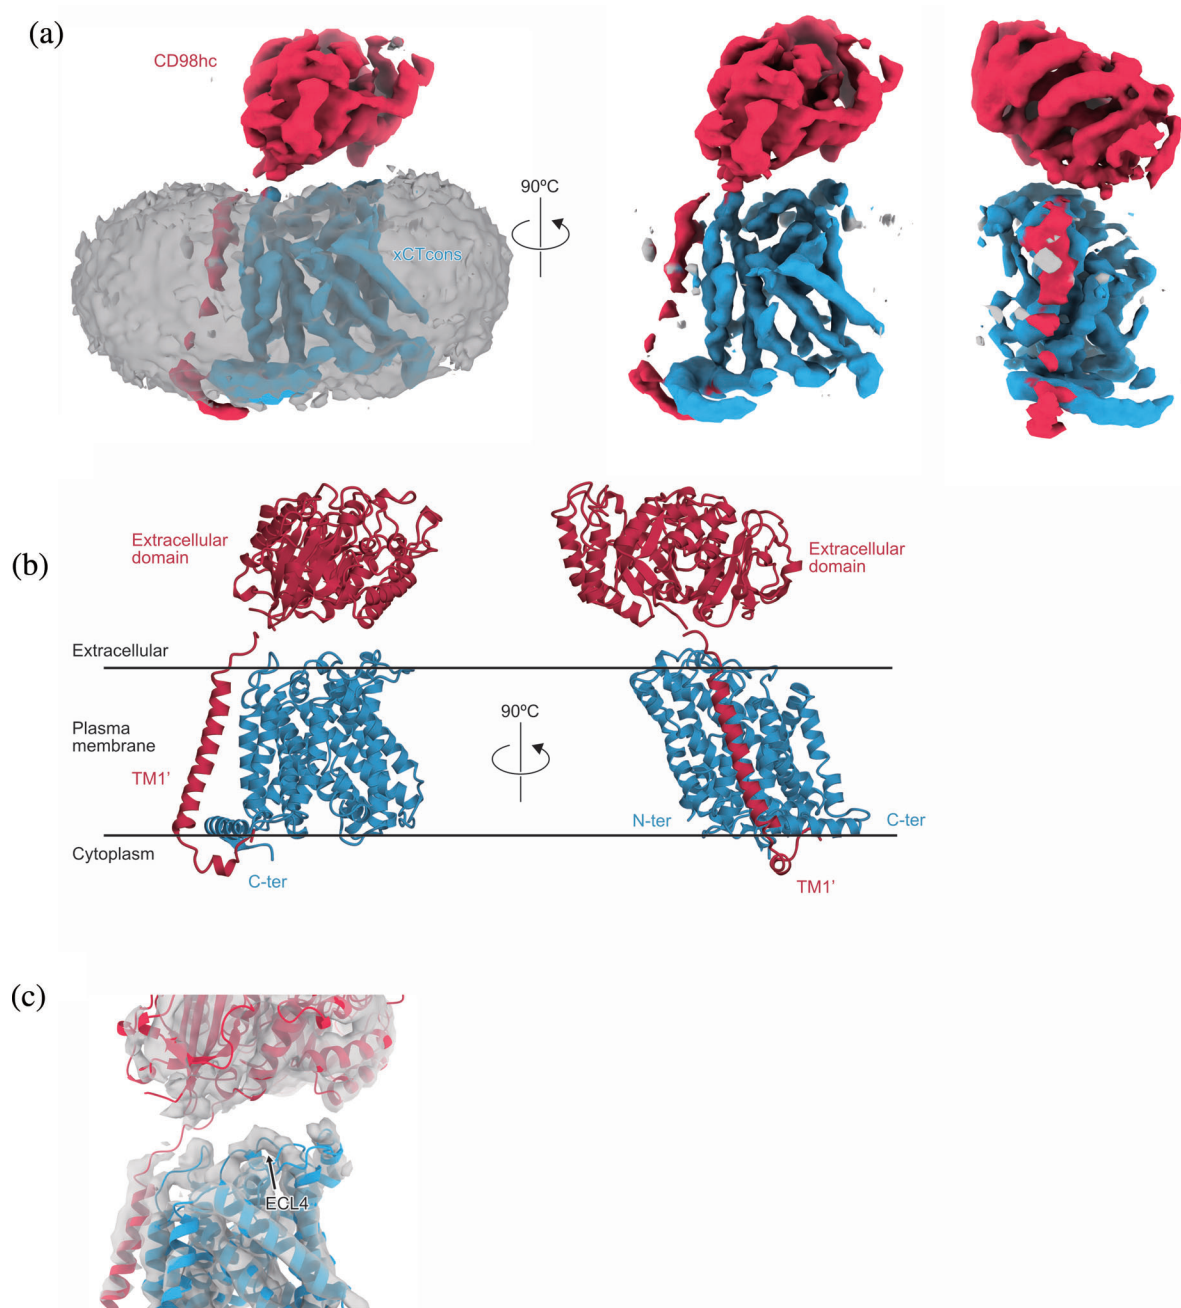 (a)
CD98hc
90ºC
xCTcons
(b)
Extracellular
domain
Extracellular
domain
Extracellular
Plasma
membrane
90ºC
TM1'
N-ter
C-ter
Cytoplasm
C-ter
TM1'
(c)
ECL4